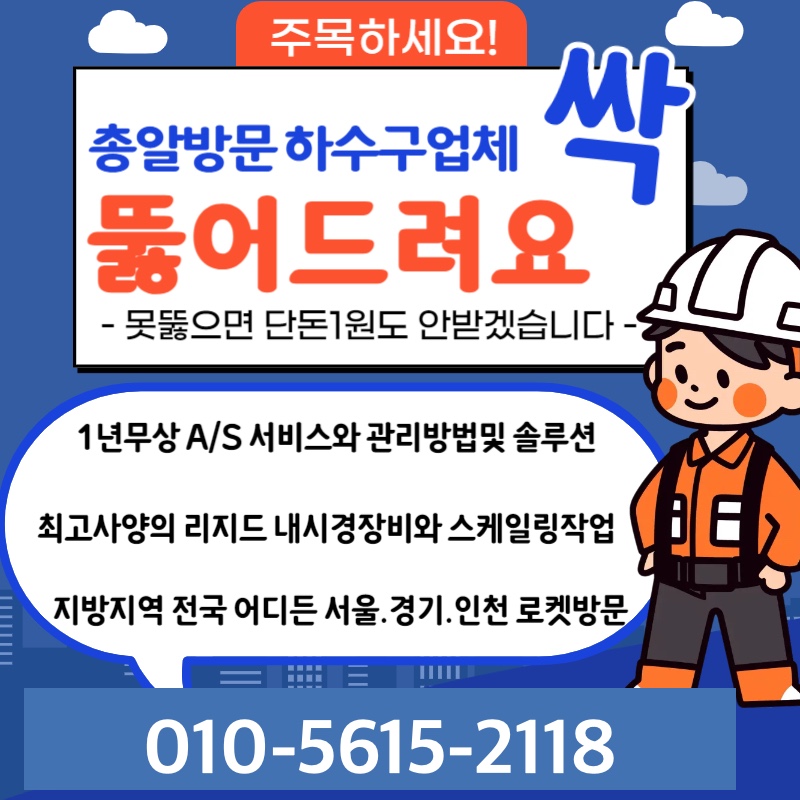 주목하세요!
총알방문 하수구업체
싹
뚫어드려요
- 못뚫으면 단돈1원도 안받겠습니다 -
1년무상 A/S 서비스와 관리방법및 솔루션
최고사양의 리지드 내시경장비와 스케일링작업
지방지역 전국 어디든 서울.경기.인천 로켓방문
010-5615-2118